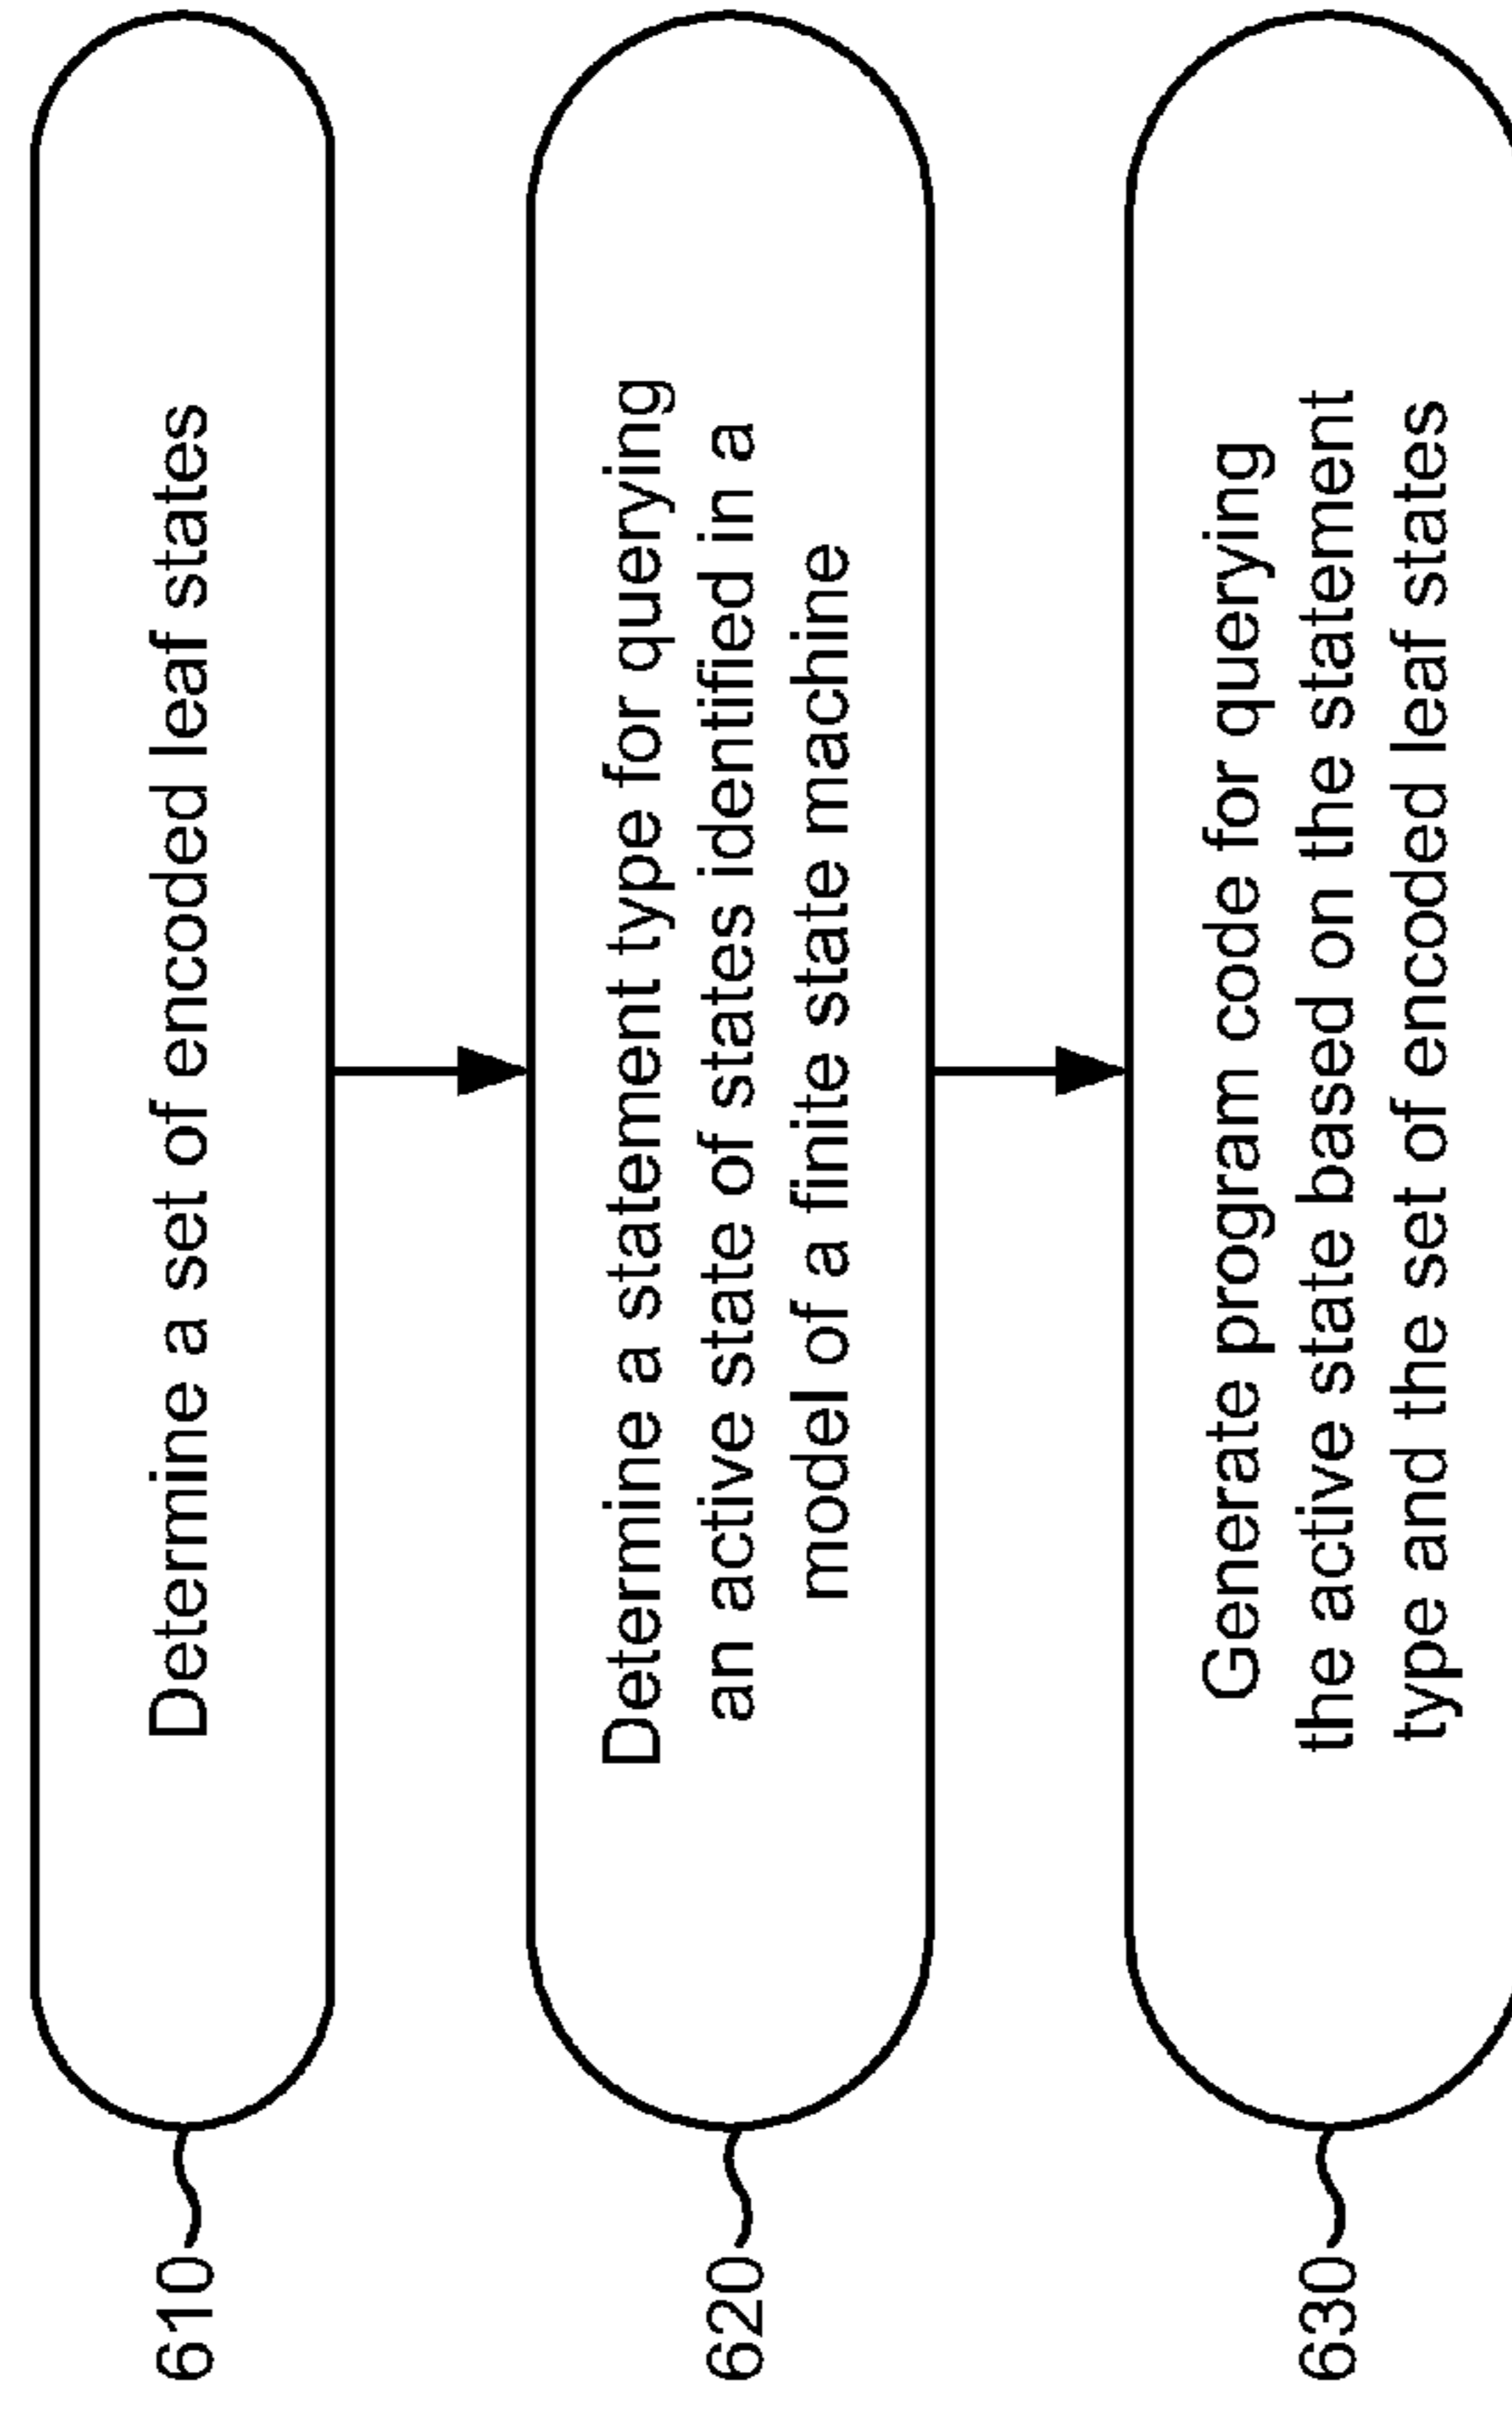 610
Determine a set of encoded leaf states
620
Determine a statement type for querying
an active state of states identified in a
model of a finite state machine
630
Generate program code for querying
the active state based on the statement
type and the set of encoded leaf states